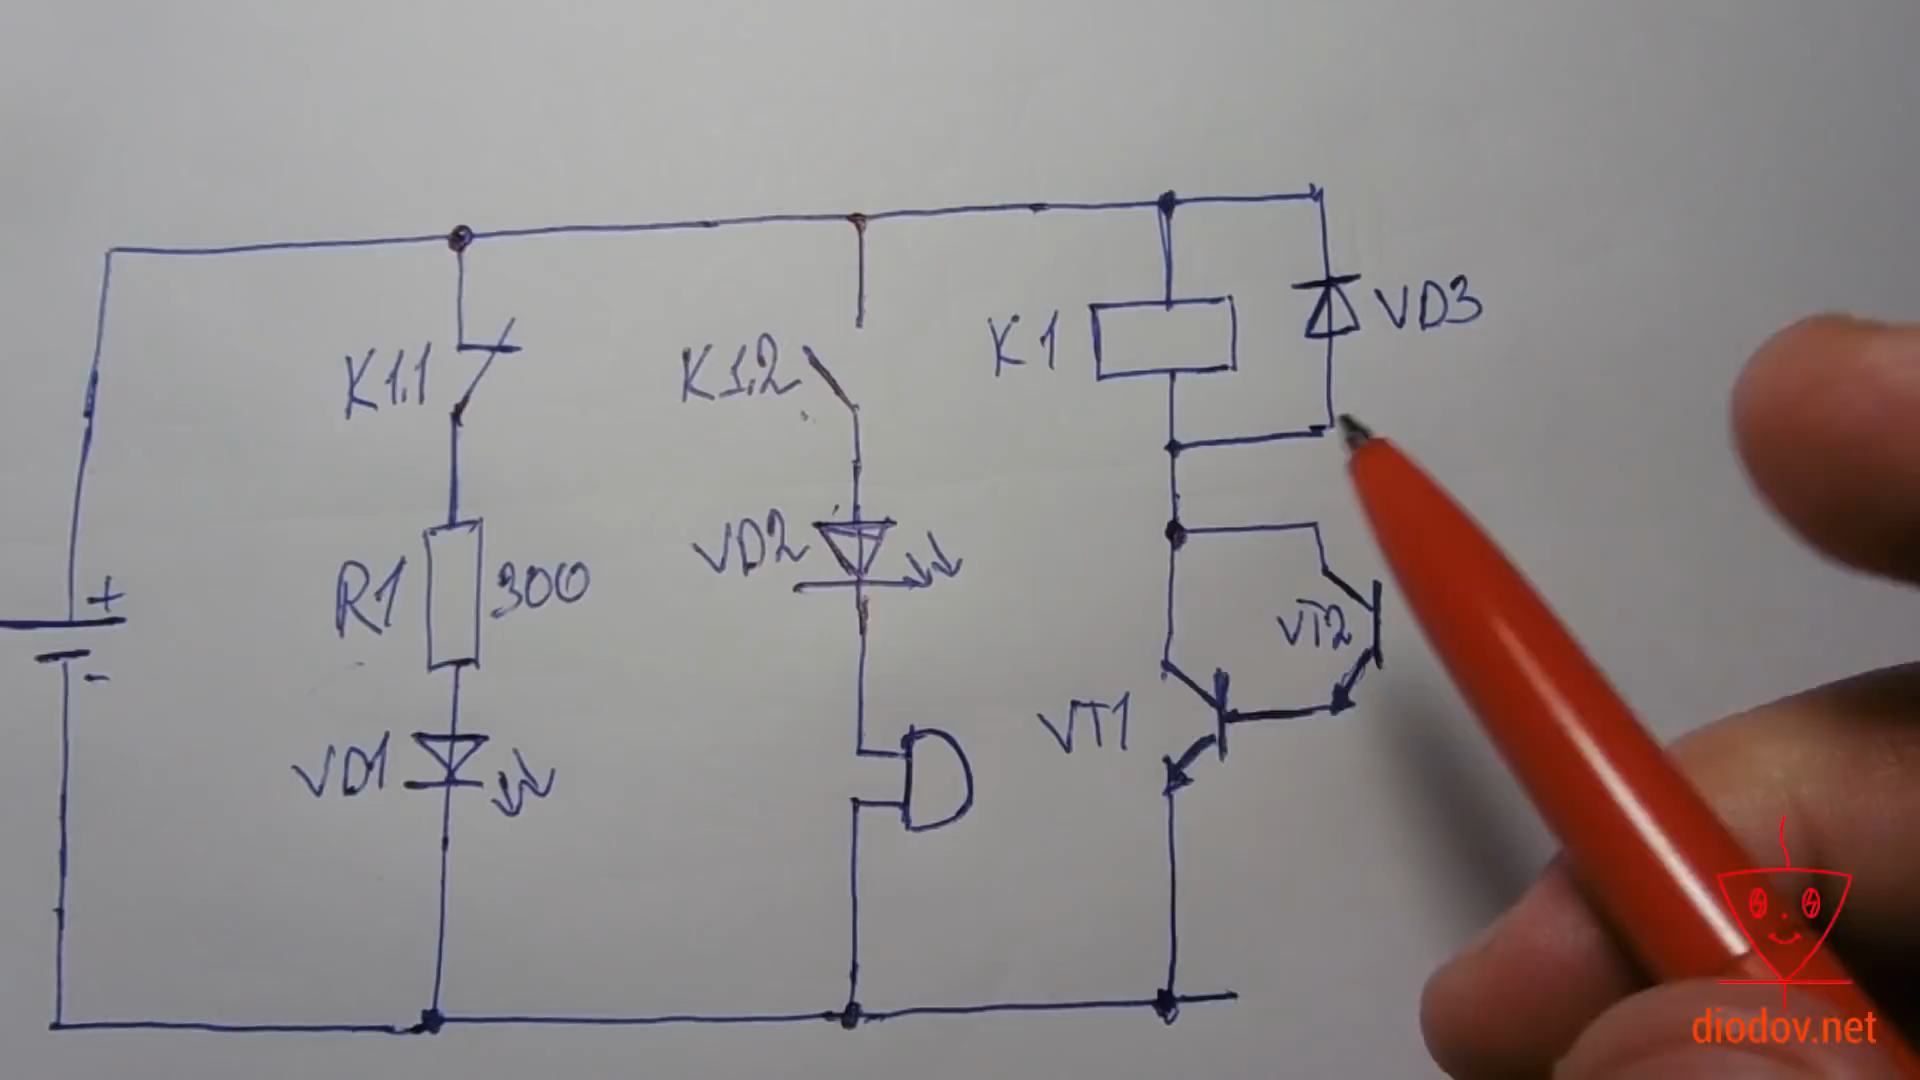 VD3
K1
K1.1
K1.2
VD2
+
R1
300
VT2
-
VT1
VD1
diodov.net